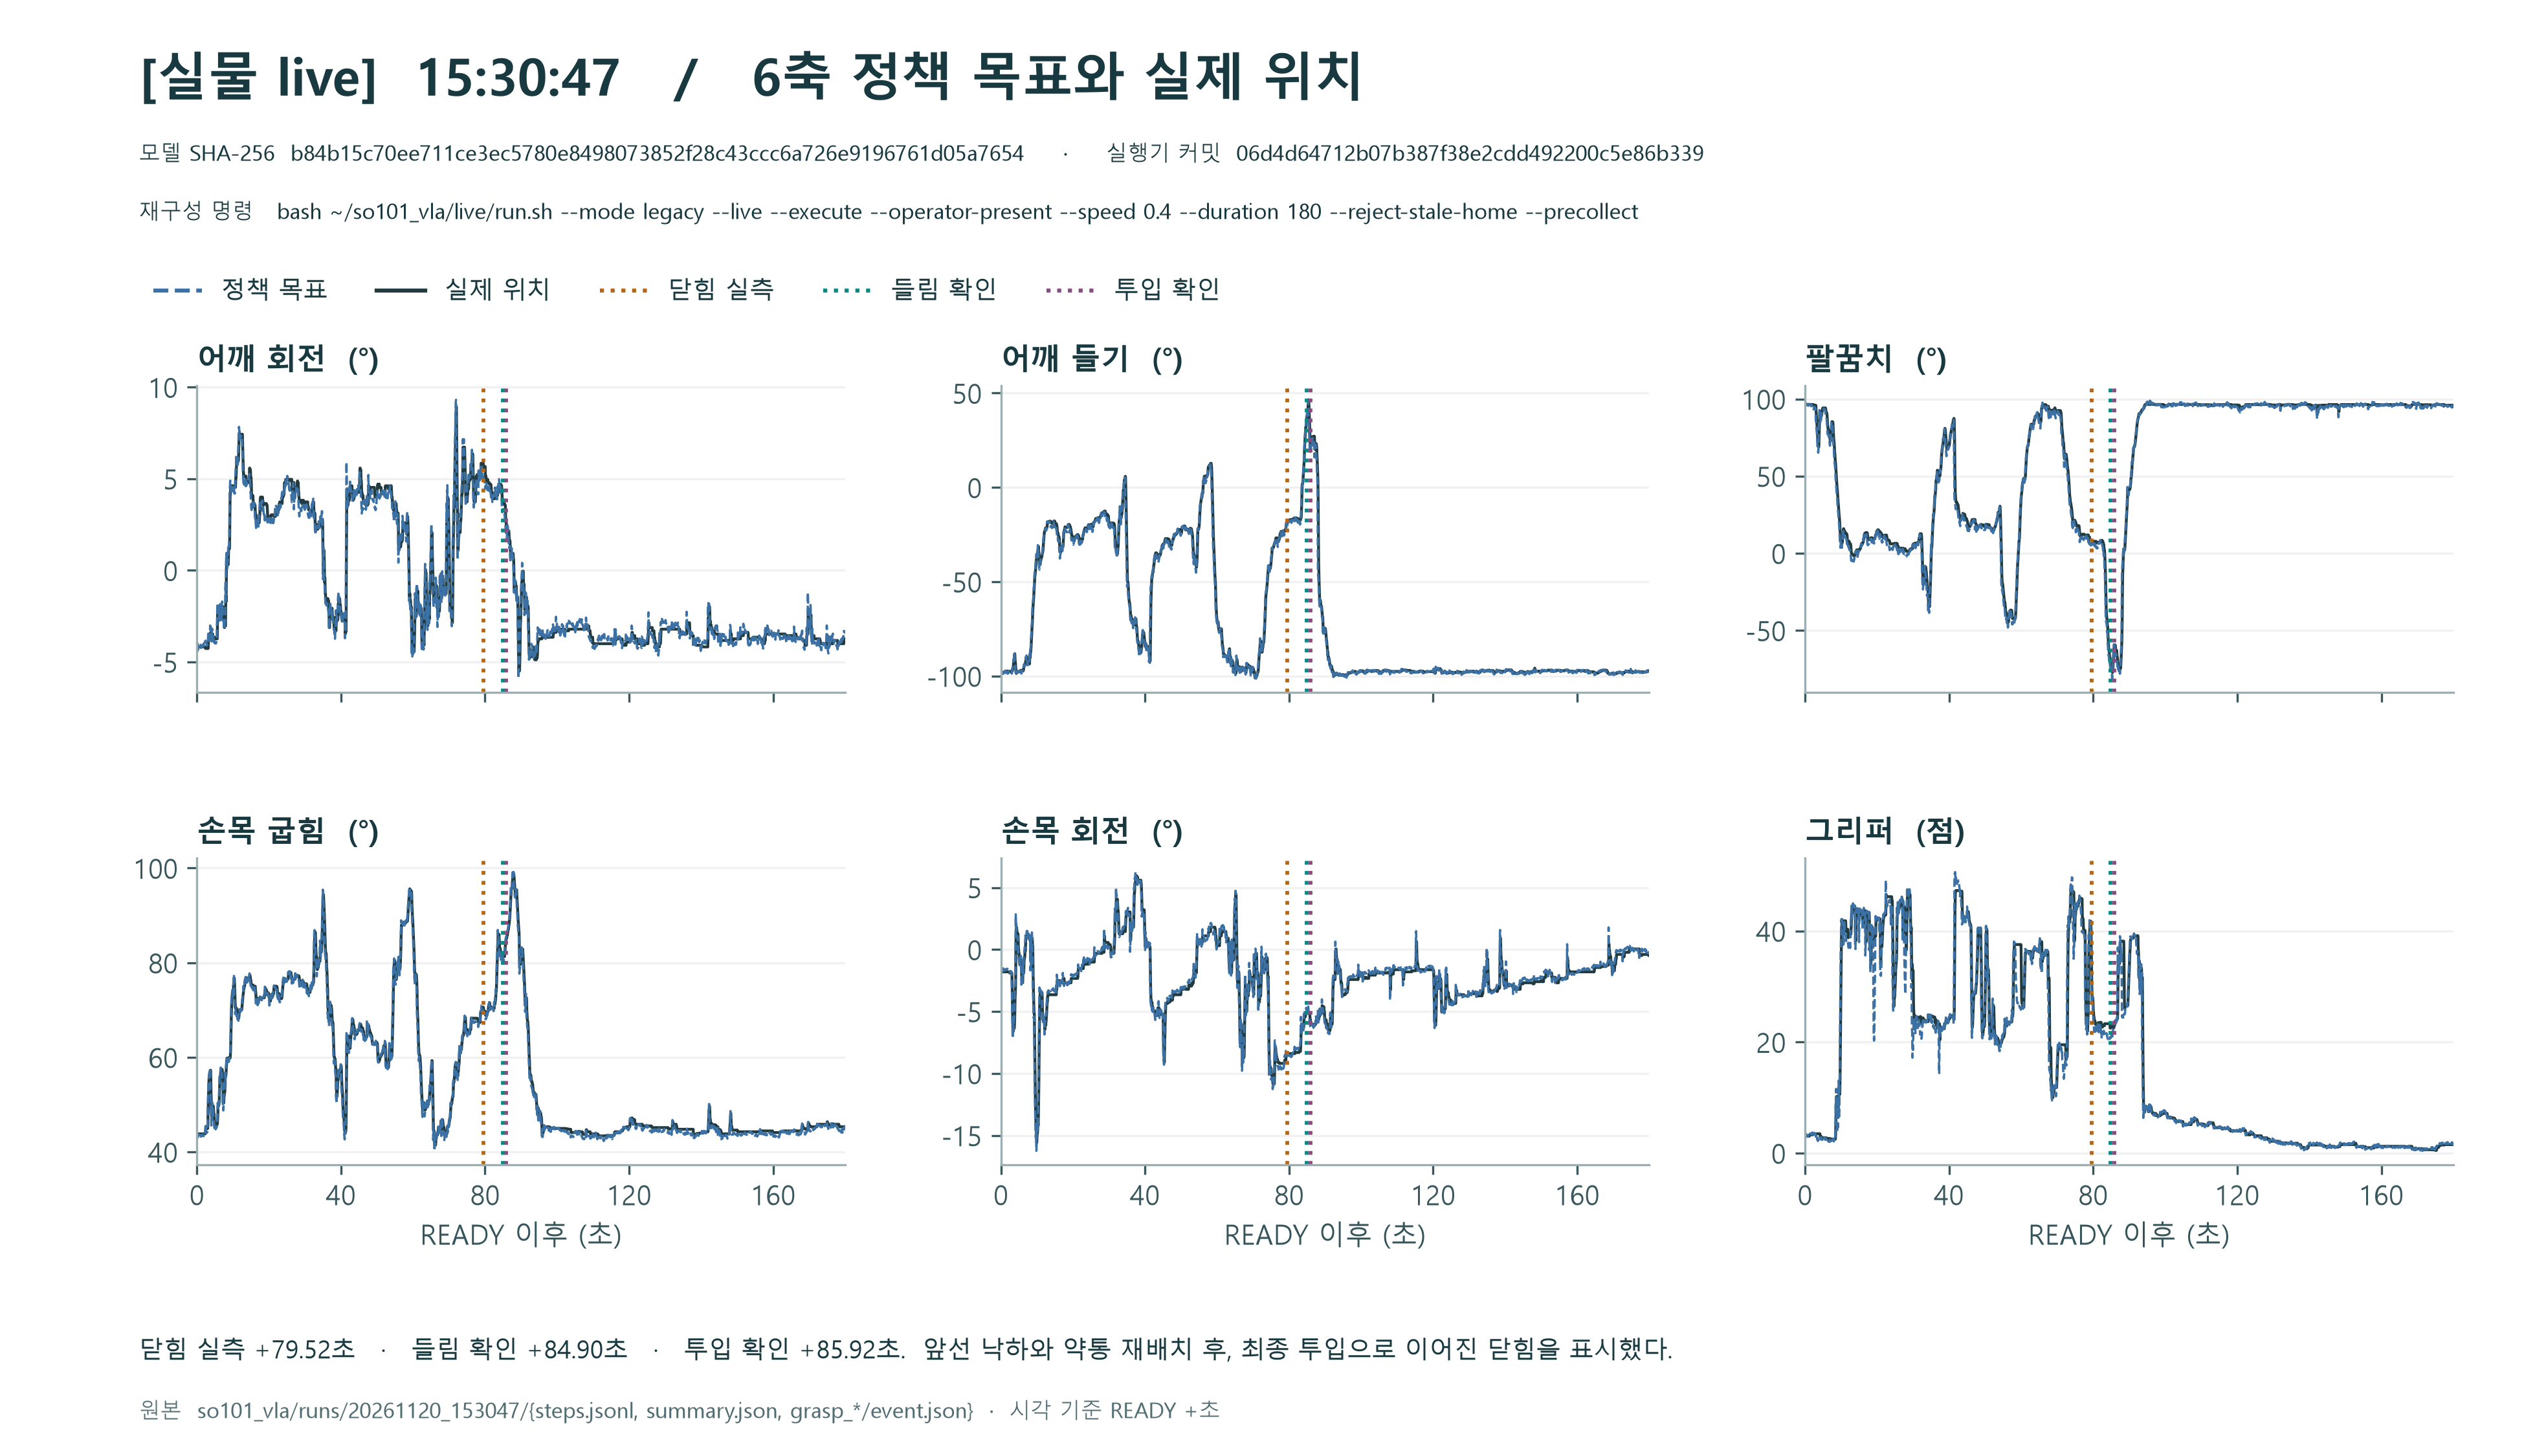 [실물 live]   15:30:47   /   6축 정책 목표와 실제 위치
모델 SHA-256   b84b15c70ee711ce3ec5780e8498073852f28c43ccc6a726e9196761d05a7654   ·   실행기 커밋   06d4d64712b07b387f38e2cdd492200c5e86b339
재구성 명령   bash ~/so101_vla/live/run.sh --mode legacy --live --execute --operator-present --speed 0.4 --duration 180 --reject-stale-home --precollect
정책 목표   실제 위치   닫힘 실측   들림 확인   투입 확인
어깨 회전 (°)   어깨 들기 (°)   팔꿈치 (°)
10   50   100
5   0   50
0   -50   0
-5   -100   -50
손목 굽힘 (°)   손목 회전 (°)   그리퍼 (점)
100   5   40
80   0   20
60   -5   0
40   -10
-15
0   40   80   120   160   0   40   80   120   160   0   40   80   120   160
READY 이후 (초)   READY 이후 (초)   READY 이후 (초)
닫힘 실측 +79.52초   ·   들림 확인 +84.90초   ·   투입 확인 +85.92초.  앞선 낙하와 약통 재배치 후, 최종 투입으로 이어진 닫힘을 표시했다.
원본   so101_vla/runs/20261120_153047/{steps.jsonl, summary.json, grasp_*/event.json}  ·  시각 기준 READY +초